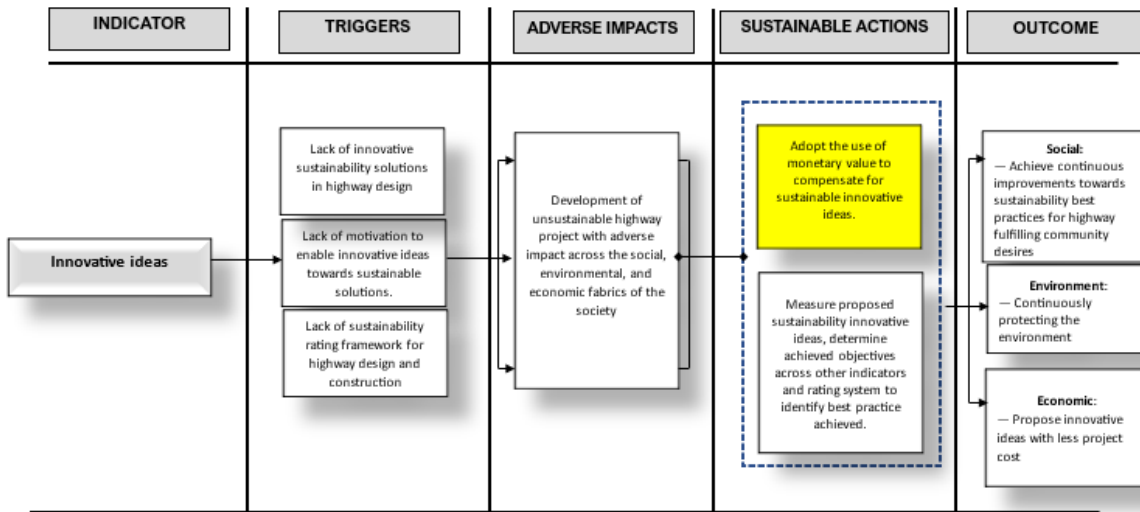 INDICATOR
TRIGGERS
ADVERSE IMPACTS
SUSTAINABLE ACTIONS
OUTCOME
Innovative ideas
Lack of innovative
sustainability solutions
in highway design
Lack of motivation to
enable innovative ideas
towards sustainable
solutions.
Lack of sustainability
rating framework for
highway design and
construction
Development of
unsustainable highway
project with adverse
impact across the social,
environmental, and
economic fabrics of the
society
Adopt the use of
monetary value to
compensate for
sustainable innovative
ideas.
Measure proposed
sustainability innovative
ideas, determine
achieved objectives
across other indicators
and rating system to
identify best practice
achieved.
Social:
— Achieve continuous
improvements towards
sustainability best
practices for highway
fulfilling community
desires
Environment:
— Continuously
protecting the
environment
Economic:
— Propose innovative
ideas with less project
cost